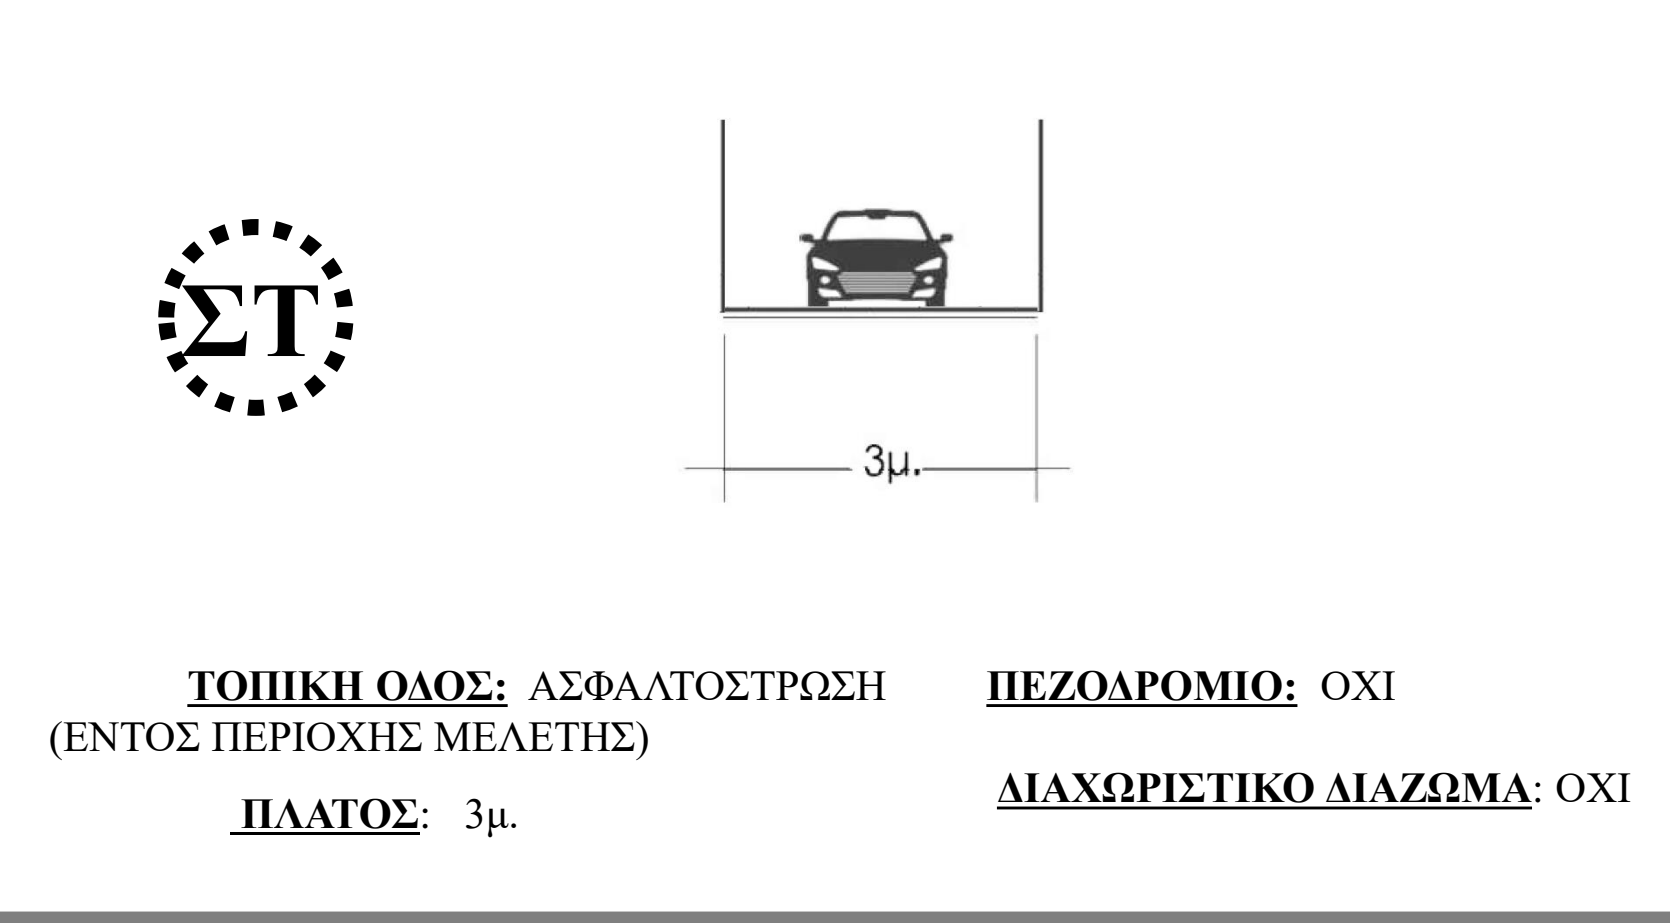 ΣΤ
3μ.
ΤΟΠΙΚΗ ΟΔΟΣ: ΑΣΦΑΛΤΟΣΤΡΩΣΗ
(ΕΝΤΟΣ ΠΕΡΙΟΧΗΣ ΜΕΛΕΤΗΣ)
ΠΛΑΤΟΣ: 3μ.
ΠΕΖΟΔΡΟΜΙΟ: ΟΧΙ
ΔΙΑΧΩΡΙΣΤΙΚΟ ΔΙΑΖΩΜΑ: ΟΧΙ